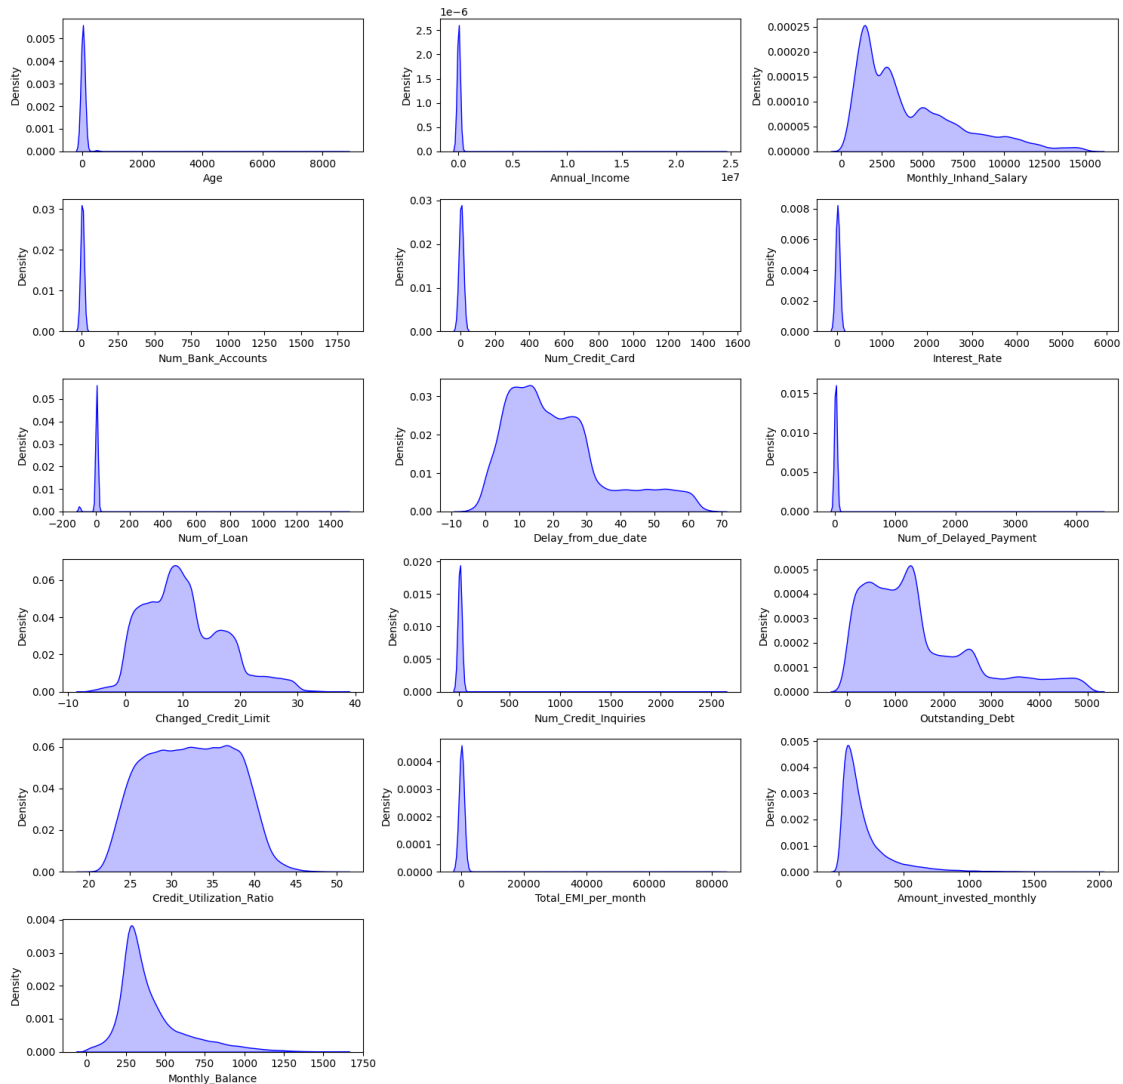 Density
0.005
0.004
0.003
0.002
0.001
0.000
0 2000 4000 6000 8000
Age
1e−6
Density
2.5
2.0
1.5
1.0
0.5
0.0
0.0 0.5 1.0 1.5 2.0 2.5
Annual_Income 1e7
Density
0.00025
0.00020
0.00015
0.00010
0.00005
0.00000
0 2500 5000 7500 10000 12500 15000
Monthly_Inhand_Salary
Density
0.03
0.02
0.01
0.00
0 250 500 750 1000 1250 1500 1750
Num_Bank_Accounts
Density
0.03
0.02
0.01
0.00
0 200 400 600 800 1000 1200 1400 1600
Num_Credit_Card
Density
0.008
0.006
0.004
0.002
0.000
0 1000 2000 3000 4000 5000 6000
Interest_Rate
Density
0.05
0.04
0.03
0.02
0.01
0.00
−200 0 200 400 600 800 1000 1200 1400
Num_of_Loan
Density
0.03
0.02
0.01
0.00
−10 0 10 20 30 40 50 60 70
Delay_from_due_date
Density
0.015
0.010
0.005
0.000
0 1000 2000 3000 4000
Num_of_Delayed_Payment
Density
0.06
0.04
0.02
0.00
−10 0 10 20 30 40
Changed_Credit_Limit
Density
0.020
0.015
0.010
0.005
0.000
0 500 1000 1500 2000 2500
Num_Credit_Inquiries
Density
0.0005
0.0004
0.0003
0.0002
0.0001
0.0000
0 1000 2000 3000 4000 5000
Outstanding_Debt
Density
0.06
0.04
0.02
0.00
20 25 30 35 40 45 50
Credit_Utilization_Ratio
Density
0.0004
0.0003
0.0002
0.0001
0.0000
0 20000 40000 60000 80000
Total_EMI_per_month
Density
0.005
0.004
0.003
0.002
0.001
0.000
0 500 1000 1500 2000
Amount_invested_monthly
Density
0.004
0.003
0.002
0.001
0.000
0 250 500 750 1000 1250 1500 1750
Monthly_Balance